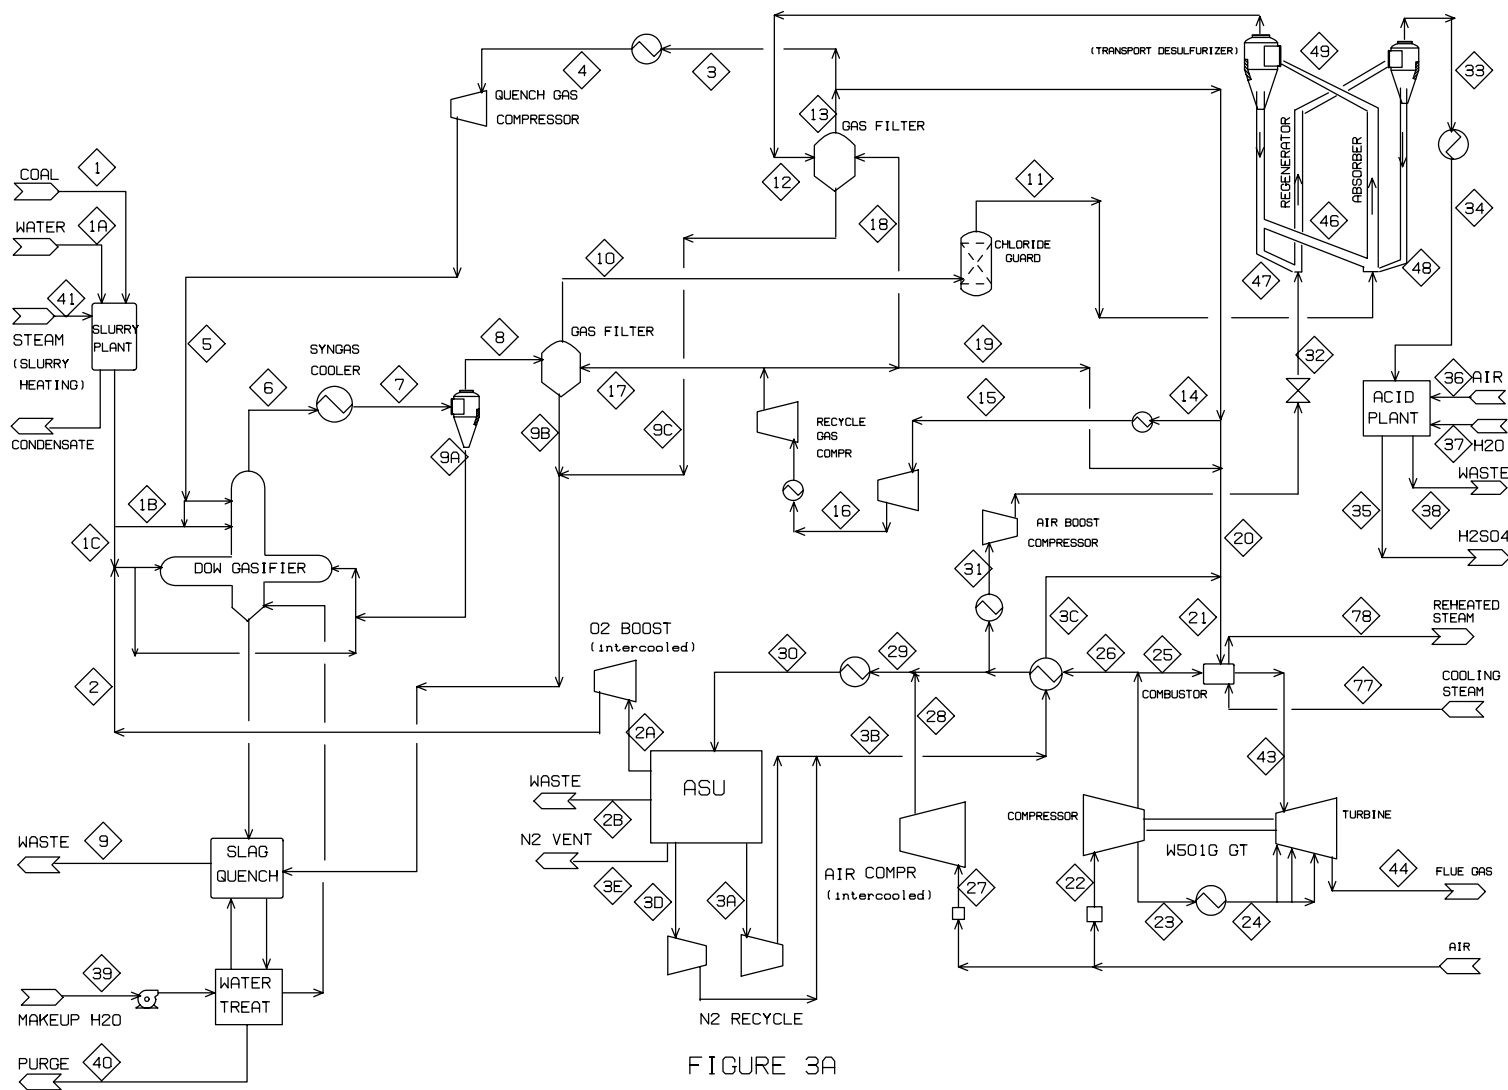 (TRANSPORT DESULFURIZER)
49
33
4
3
QUENCH GAS
COMPRESSOR
13
GAS FILTER
REGENERATOR
ABSORBER
1
COAL
12
11
34
WATER
1A
18
46
CHLORIDE
GUARD
10
47
48
41
STEAM
(SLURRY
HEATING)
SLURRY
PLANT
5
GAS FILTER
8
SYNGAS
COOLER
19
32
6
7
17
36
AIR
ACID
PLANT
15
14
CONDENSATE
9A
9B
9C
RECYCLE
GAS
COMPR
37
H2O
WASTE
1B
16
35
38
1C
AIR BOOST
COMPRESSOR
20
H2SO4
DOW GASIFIER
31
O2 BOOST
(intercooled)
3C
21
REHEATED
STEAM
78
30
29
26
25
2
COMBUSTOR
77
COOLING
STEAM
28
2A
3B
43
WASTE
ASU
2B
COMPRESSOR
TURBINE
WASTE
9
N2 VENT
SLAG
QUENCH
W501G GT
3E
3D
3A
AIR COMPR
(intercooled)
27
22
44
FLUE GAS
23
24
39
AIR
WATER
TREAT
MAKEUP H2O
N2 RECYCLE
PURGE
40
FIGURE 3A